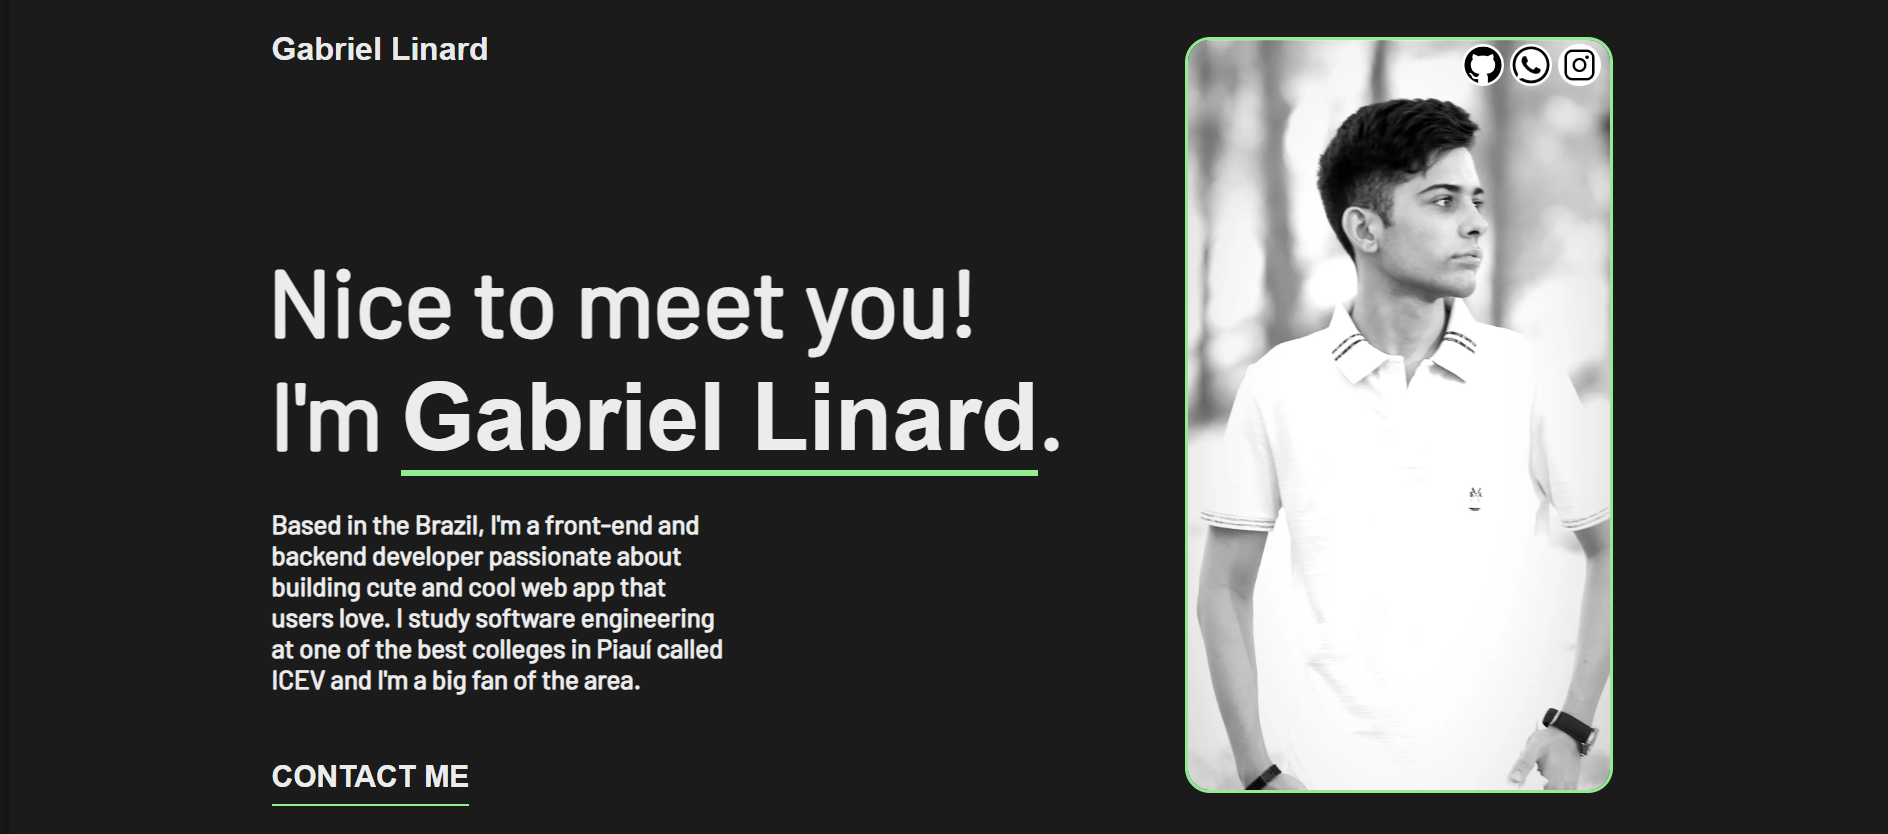 Gabriel Linard
Nice to meet you!
I'm Gabriel Linard.
Based in the Brazil, I'm a front-end and
backend developer passionate about
building cute and cool web app that
users love. I study software engineering
at one of the best colleges in Piauí called
ICEV and I'm a big fan of the area.
CONTACT ME